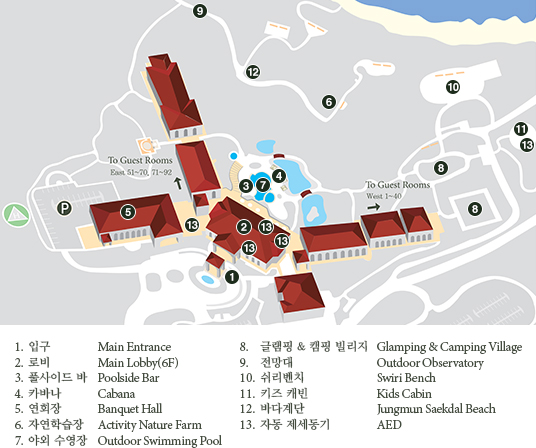 9
12
6
10
11
13
To Guest Rooms
East 51~70, 71~92
8
4
3
7
To Guest Rooms
West 1~40
P
5
13
8
2
13
13
13
1
1. 입구 Main Entrance
2. 로비 Main Lobby(6F)
3. 풀사이드 바 Poolside Bar
4. 카바나 Cabana
5. 연회장 Banquet Hall
6. 자연학습장 Activity Nature Farm
7. 야외 수영장 Outdoor Swimming Pool
8. 글램핑 & 캠핑 빌리지 Glamping & Camping Village
9. 전망대 Outdoor Observatory
10. 쉬리벤치 Swiri Bench
11. 키즈 캐빈 Kids Cabin
12. 바다계단 Jungmun Saekdal Beach
13. 자동 제세동기 AED